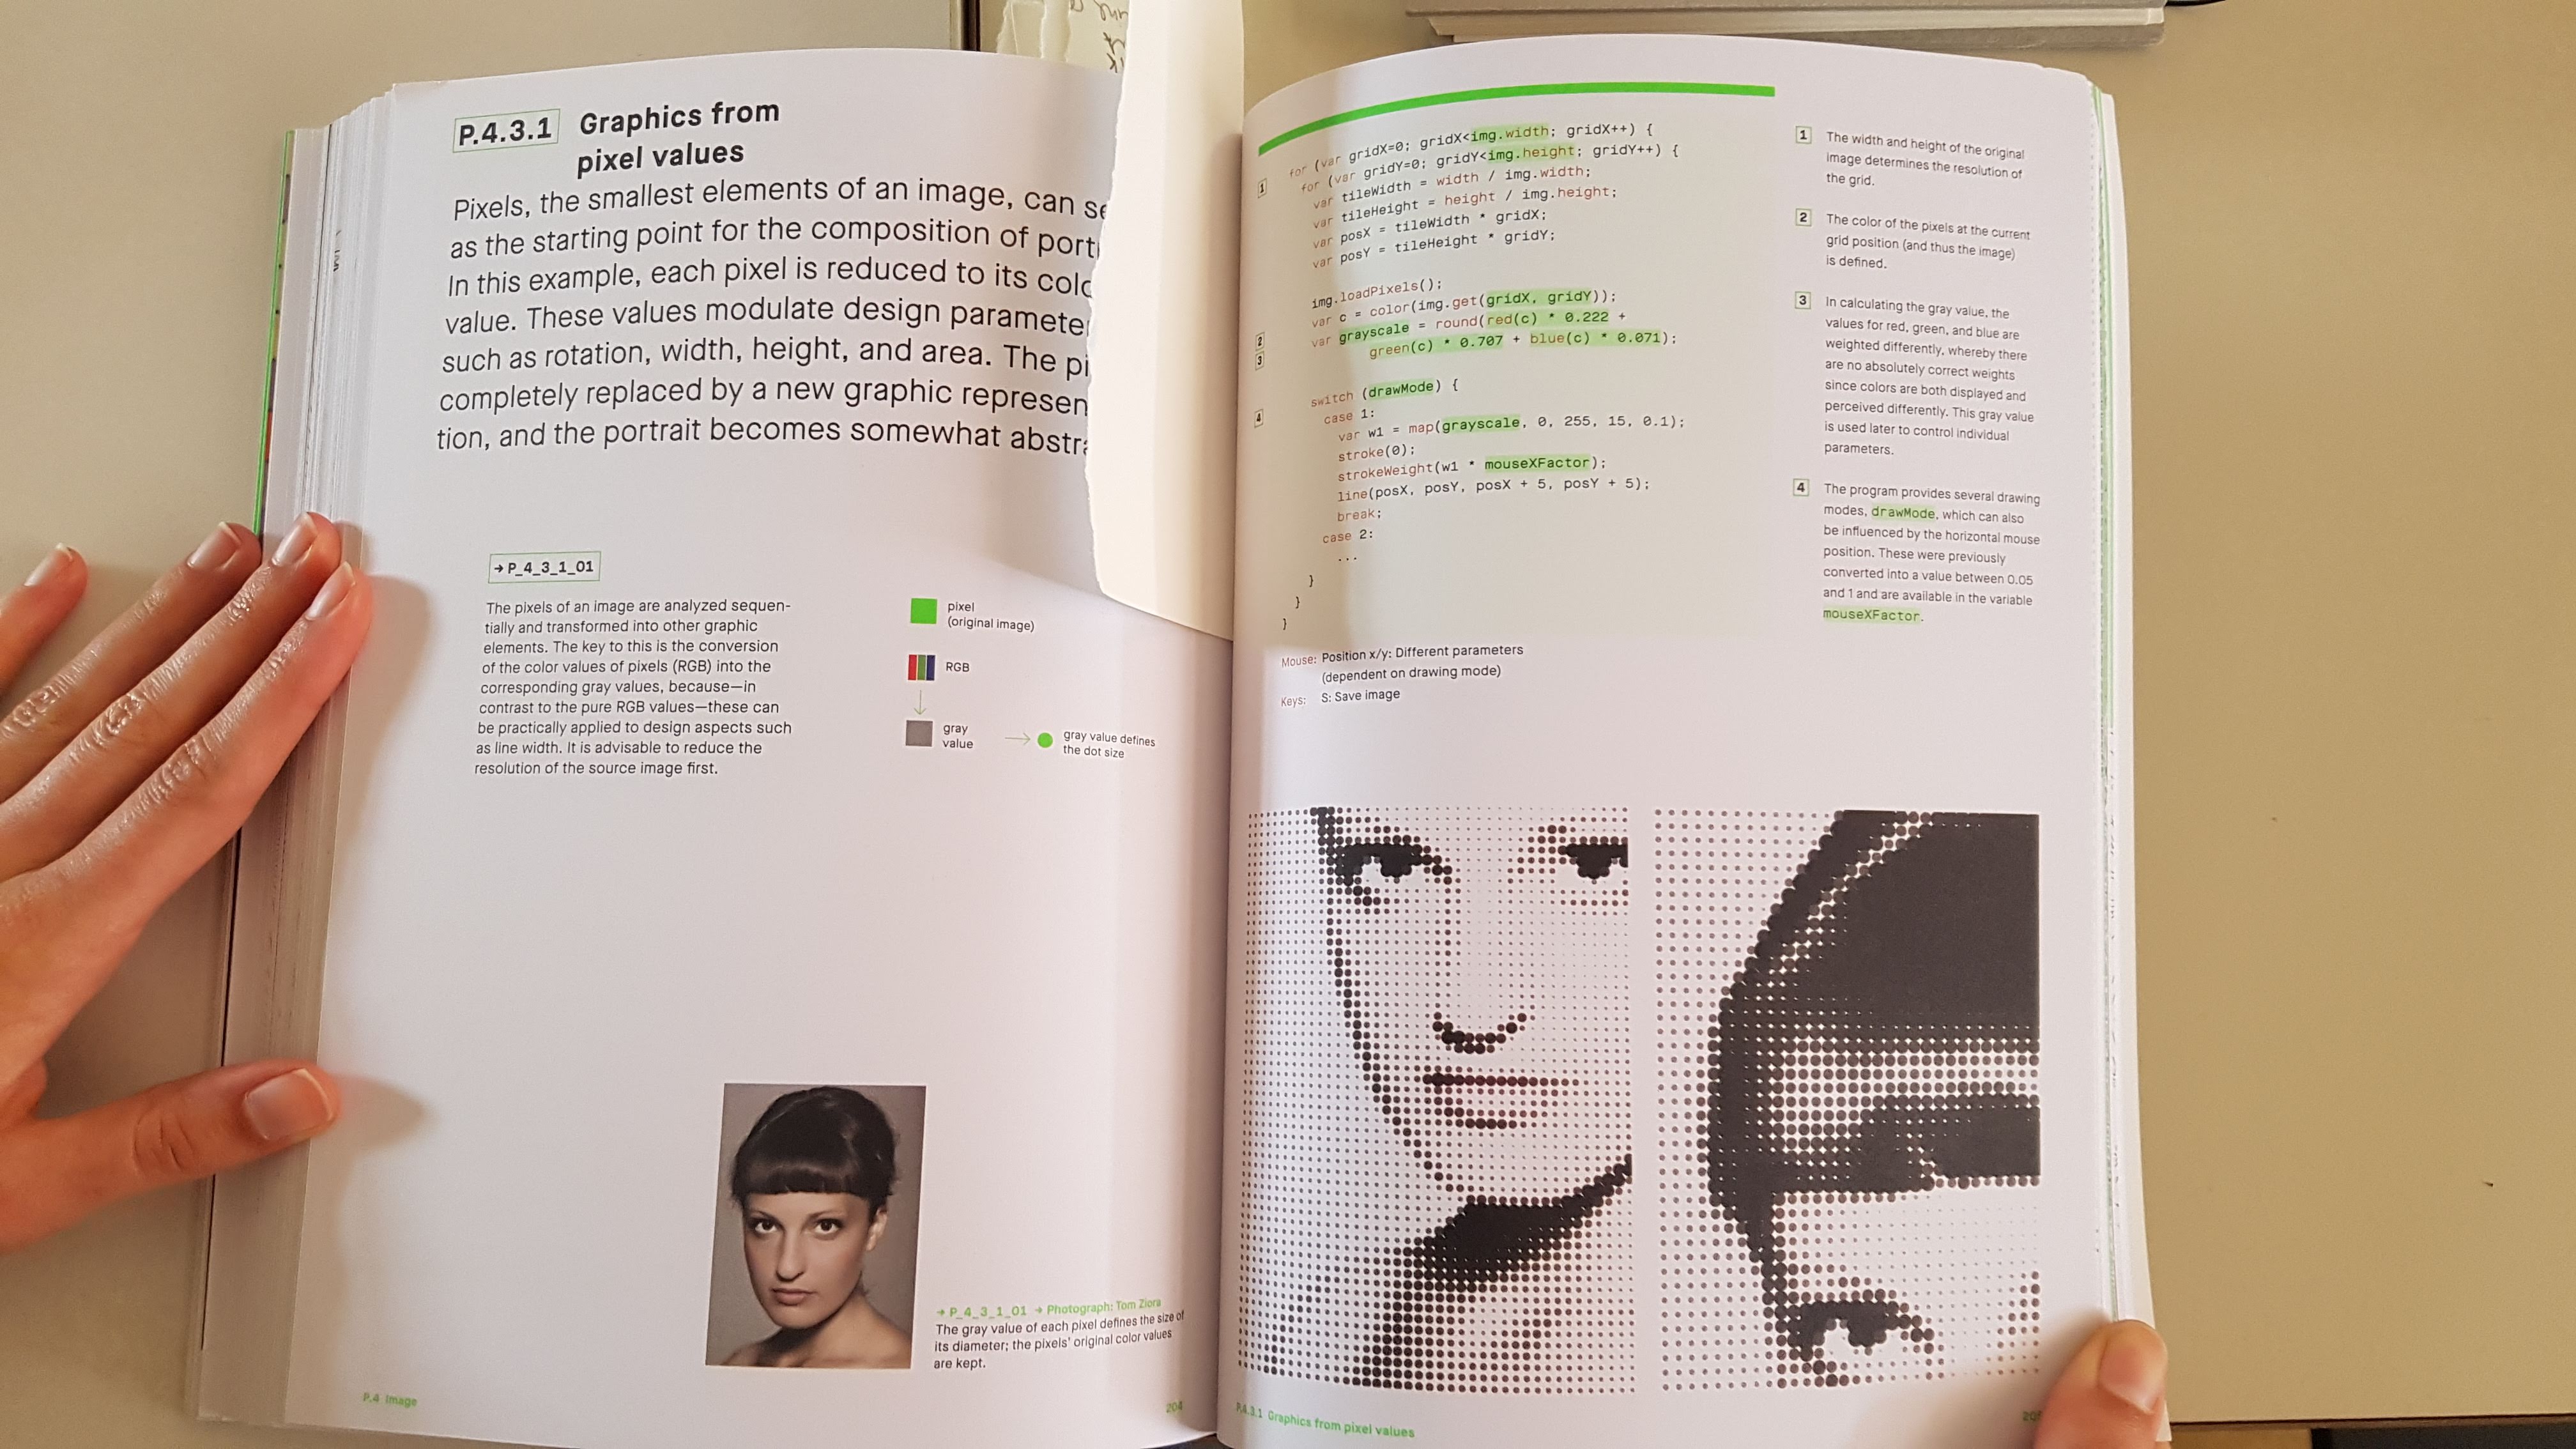 P.4.3.1 Graphics from
pixel values
Pixels, the smallest elements of an image, can se
as the starting point for the composition of port
In this example, each pixel is reduced to its colo
value. These values modulate design paramete
such as rotation, width, height, and area. The pi
completely replaced by a new graphic represen
tion, and the portrait becomes somewhat abstra
→P_4_3_1_01
The pixels of an image are analyzed sequen-
tially and transformed into other graphic
elements. The key to this is the conversion
of the color values of pixels (RGB) into the
corresponding gray values, because—in
contrast to the pure RGB values—these can
be practically applied to design aspects such
as line width. It is advisable to reduce the
resolution of the source image first.
pixel
(original image)
RGB
gray
value
gray value defines
the dot size
→ P_4_3_1_01 → Photograph: Tom Ziora
The gray value of each pixel defines the size of
its diameter; the pixels' original color values
are kept.
P.4 Image
204
1 for (var gridX=0; gridX<img.width; gridX++) {
for (var gridY=0; gridY<img.height; gridY++) {
var tileWidth = width / img.width;
var tileHeight = height / img.height;
var posX = tileWidth * gridX;
var posY = tileHeight * gridY;
img.loadPixels();
2 var c = color(img.get(gridX, gridY));
3 var grayscale = round(red(c) * 0.222 +
green(c) * 0.707 + blue(c) * 0.071);
4 switch (drawMode) {
case 1:
var w1 = map(grayscale, 0, 255, 15, 0.1);
stroke(0);
strokeWeight(w1 * mouseXFactor);
line(posX, posY, posX + 5, posY + 5);
break;
case 2:
...
}
}
}
Mouse: Position x/y: Different parameters
(dependent on drawing mode)
Keys: S: Save image
1 The width and height of the original
image determines the resolution of
the grid.
2 The color of the pixels at the current
grid position (and thus the image)
is defined.
3 In calculating the gray value, the
values for red, green, and blue are
weighted differently, whereby there
are no absolutely correct weights
since colors are both displayed and
perceived differently. This gray value
is used later to control individual
parameters.
4 The program provides several drawing
modes, drawMode, which can also
be influenced by the horizontal mouse
position. These were previously
converted into a value between 0.05
and 1 and are available in the variable
mouseXFactor.
P.4.3.1 Graphics from pixel values